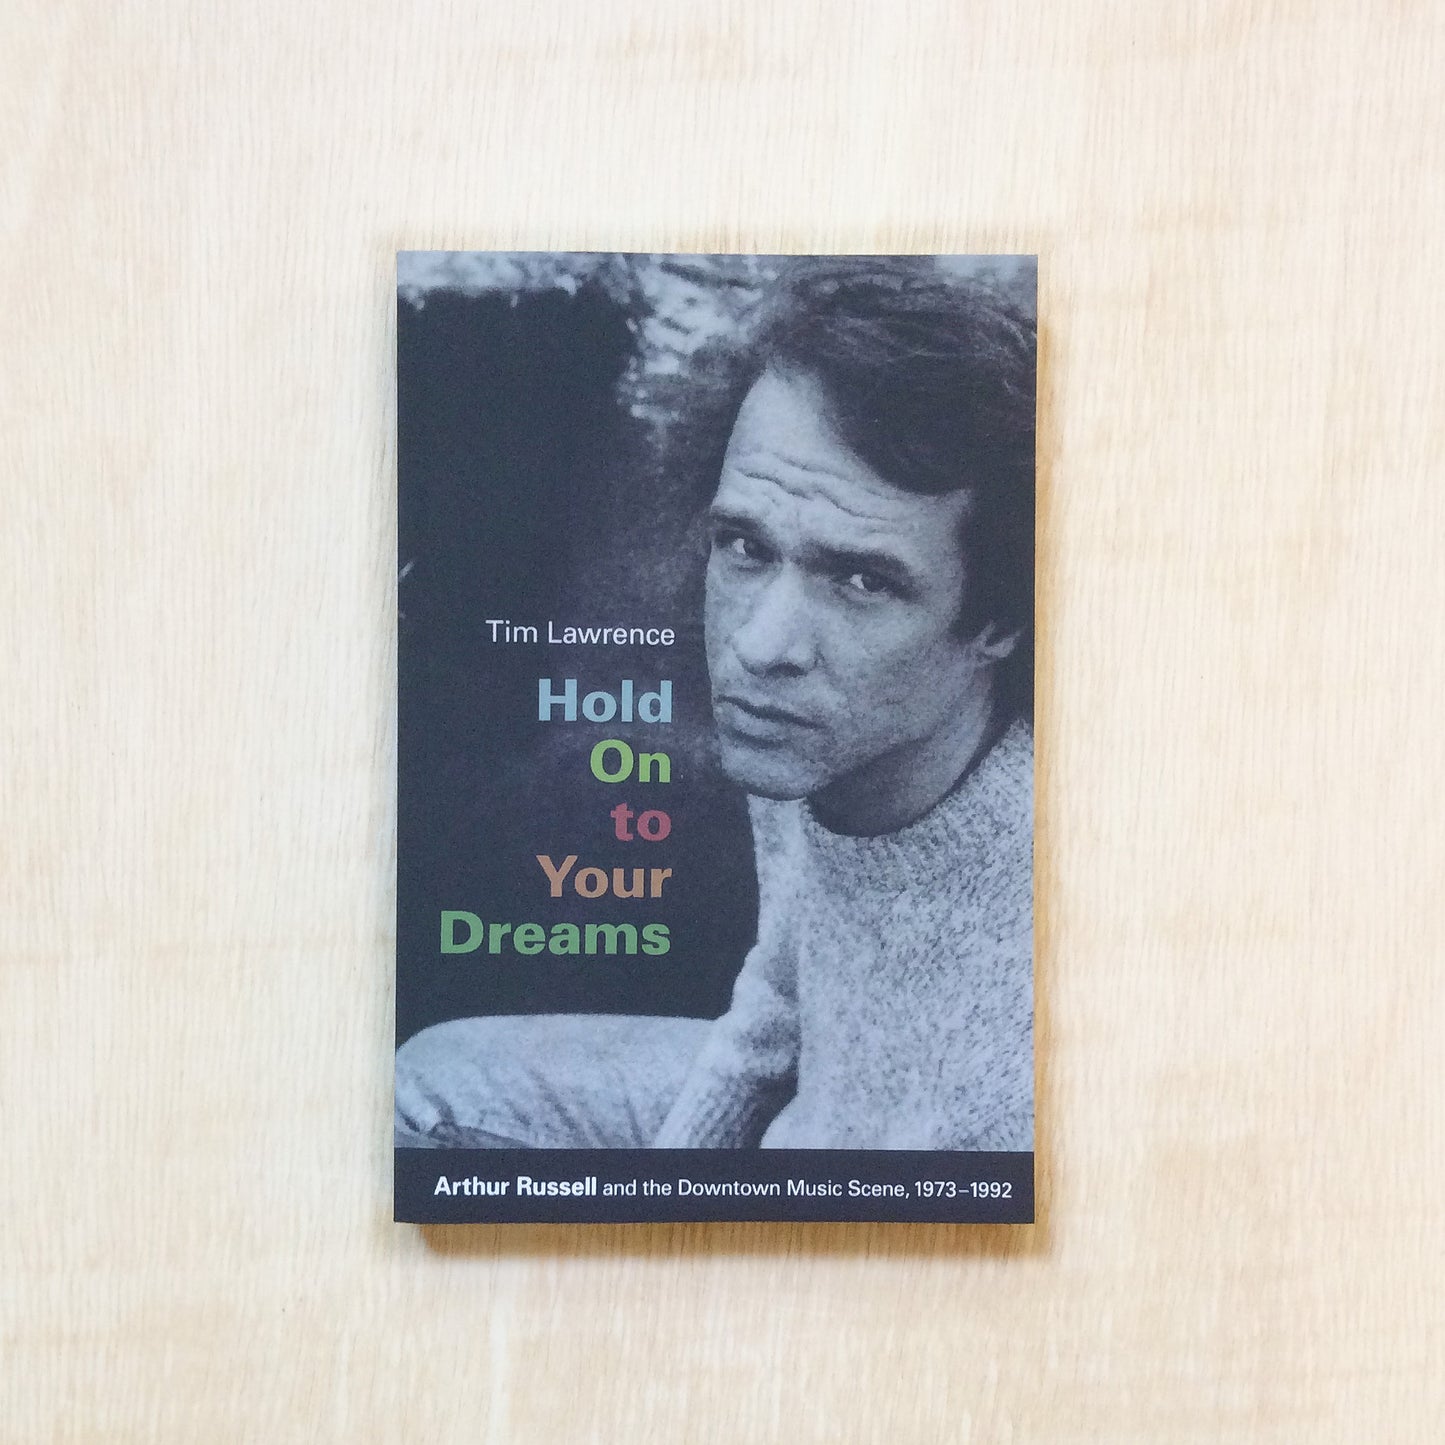 Tim Lawrence
Hold
On
to
Your
Dreams
Arthur Russell and the Downtown Music Scene, 1973–1992